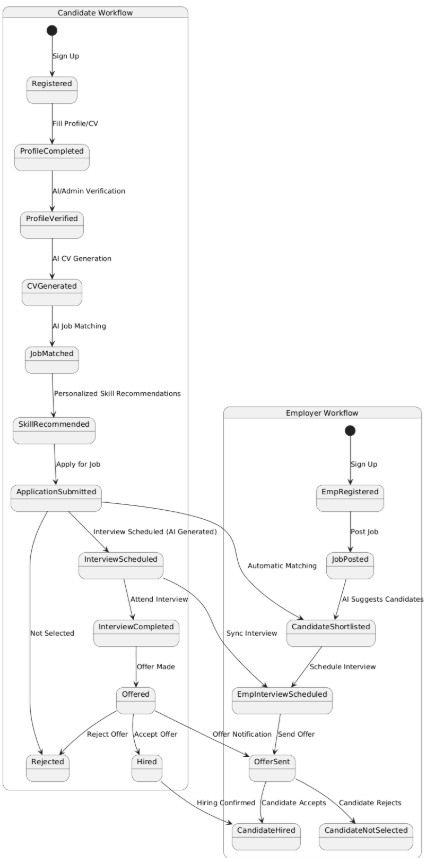 Candidate Workflow
Sign Up
Registered
Fill Profile/CV
ProfileCompleted
AI/Admin Verification
ProfileVerified
AI CV Generation
CVGenerated
AI Job Matching
JobMatched
Personalized Skill Recommendations
SkillRecommended
Apply for Job
ApplicationSubmitted
Interview Scheduled (AI Generated)
InterviewScheduled
Attend Interview
InterviewCompleted
Not Selected
Offer Made
Offered
Reject Offer
Accept Offer
Rejected
Hired
Employer Workflow
Sign Up
EmpRegistered
Post Job
JobPosted
Automatic Matching
AI Suggests Candidates
CandidateShortlisted
Sync Interview
Schedule Interview
EmpInterviewScheduled
Offer Notification
Send Offer
OfferSent
Hiring Confirmed
Candidate Accepts
Candidate Rejects
CandidateHired
CandidateNotSelected